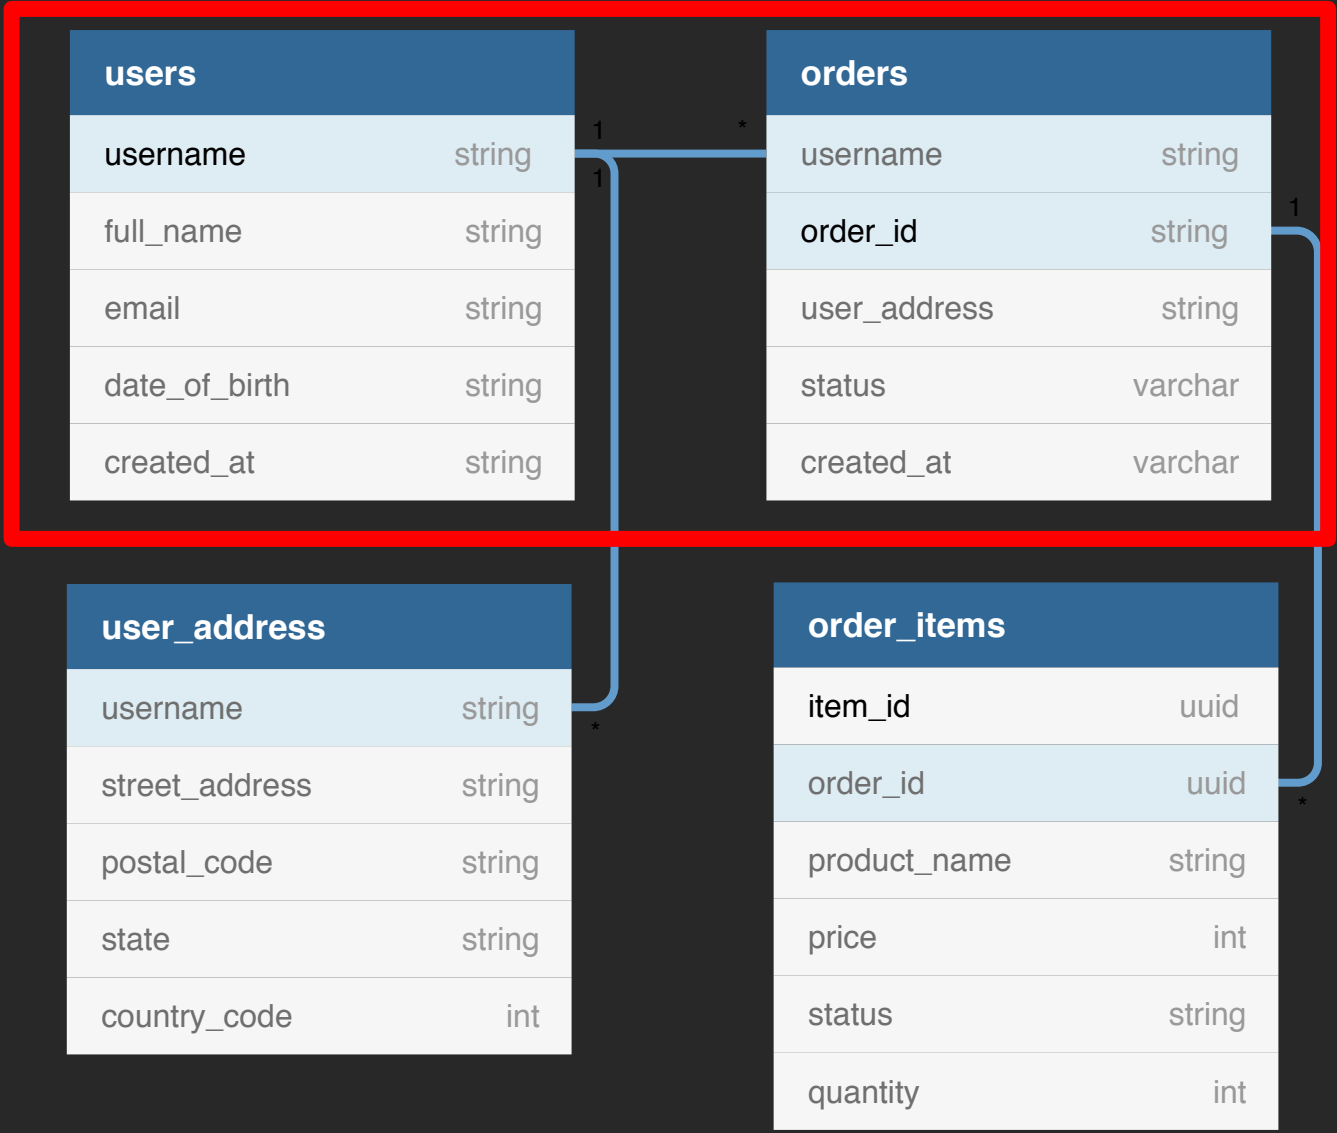 users
username string
full_name string
email string
date_of_birth string
created_at string
1 *
1
orders
username string
order_id string
user_address string
status varchar
created_at varchar
1
user_address
username string
street_address string
postal_code string
state string
country_code int
*
order_items
item_id uuid
order_id uuid
product_name string
price int
status string
quantity int
*